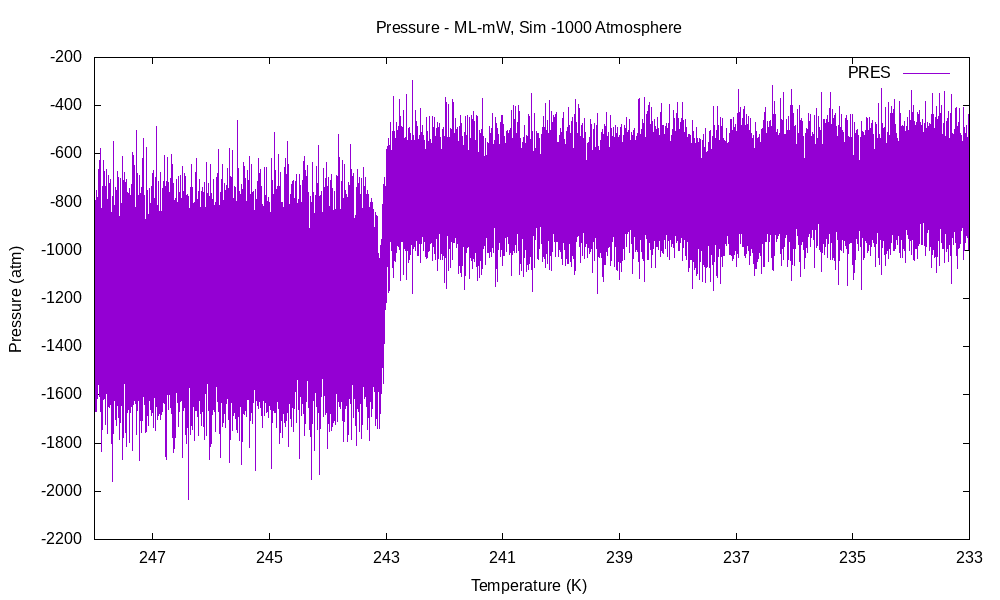 Pressure - ML-mW, Sim -1000 Atmosphere
PRES
-200
-400
-600
-800
-1000
-1200
-1400
-1600
-1800
-2000
-2200
Pressure (atm)
247 245 243 241 239 237 235 233
Temperature (K)